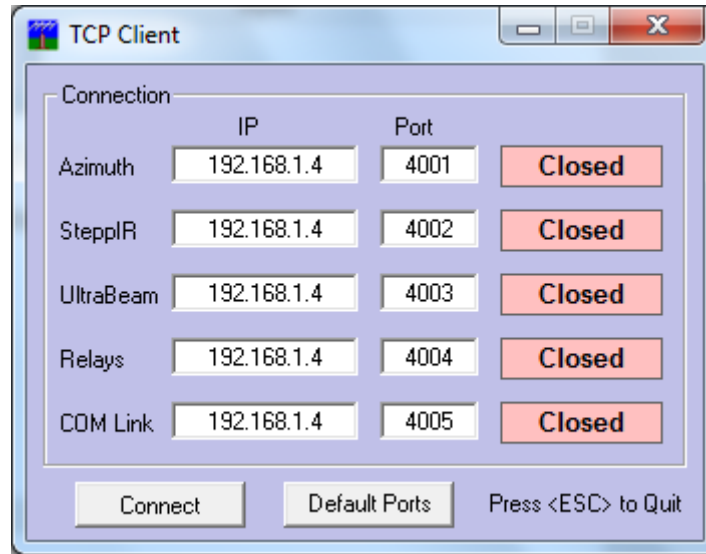 TCP Client
Connection
IP Port
Azimuth 192.168.1.4 4001 Closed
SteppIR 192.168.1.4 4002 Closed
UltraBeam 192.168.1.4 4003 Closed
Relays 192.168.1.4 4004 Closed
COM Link 192.168.1.4 4005 Closed
Connect Default Ports Press <ESC> to Quit